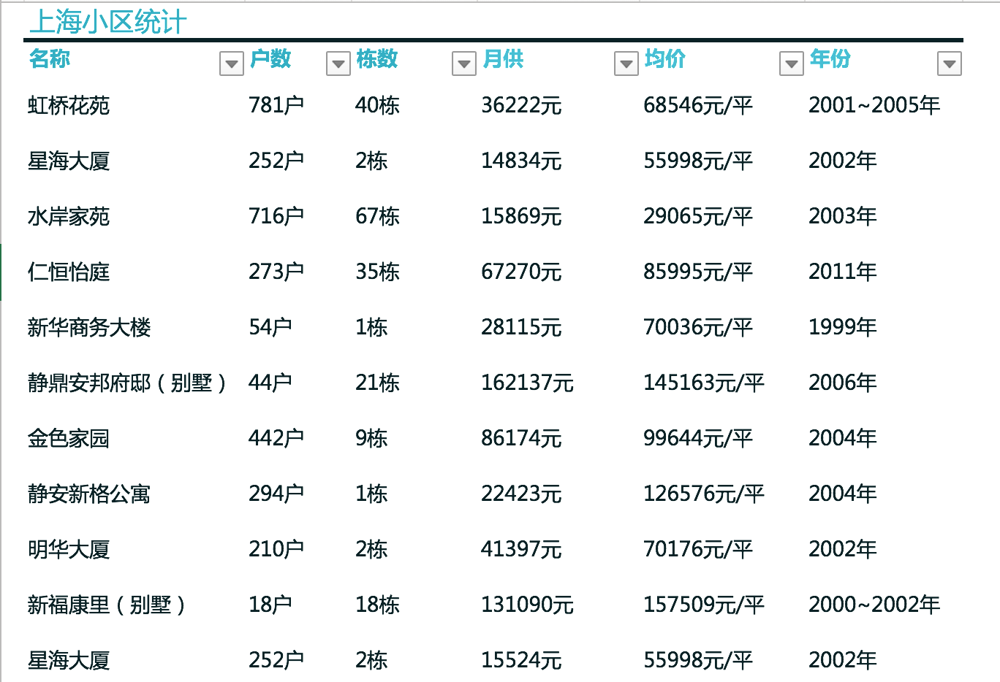 上海小区统计
名称 户数 栋数 月供 均价 年份
虹桥花苑 781户 40栋 36222元 68546元/平 2001~2005年
星海大厦 252户 2栋 14834元 55998元/平 2002年
水岸家苑 716户 67栋 15869元 29065元/平 2003年
仁恒怡庭 273户 35栋 67270元 85995元/平 2011年
新华商务大楼 54户 1栋 28115元 70036元/平 1999年
静鼎安邦府邸（别墅） 44户 21栋 162137元 145163元/平 2006年
金色家园 442户 9栋 86174元 99644元/平 2004年
静安新格公寓 294户 1栋 22423元 126576元/平 2004年
明华大厦 210户 2栋 41397元 70176元/平 2002年
新福康里（别墅） 18户 18栋 131090元 157509元/平 2000~2002年
星海大厦 252户 2栋 15524元 55998元/平 2002年